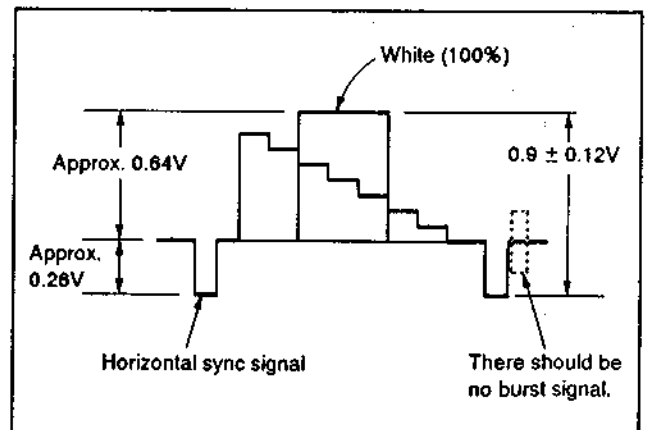 White (100%)
Approx. 0.64V
0.9 ± 0.12V
Approx.
0.26V
Horizontal sync signal
There should be
no burst signal.